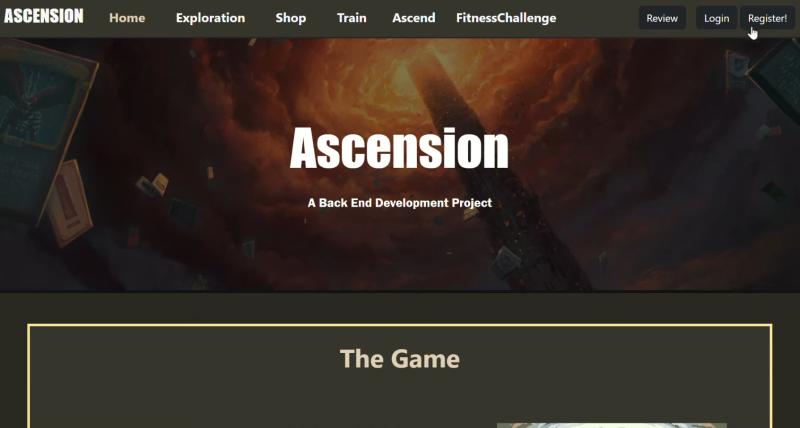 ASCENSION Home Exploration Shop Train Ascend FitnessChallenge Review Login Register!
Ascension
A Back End Development Project
The Game